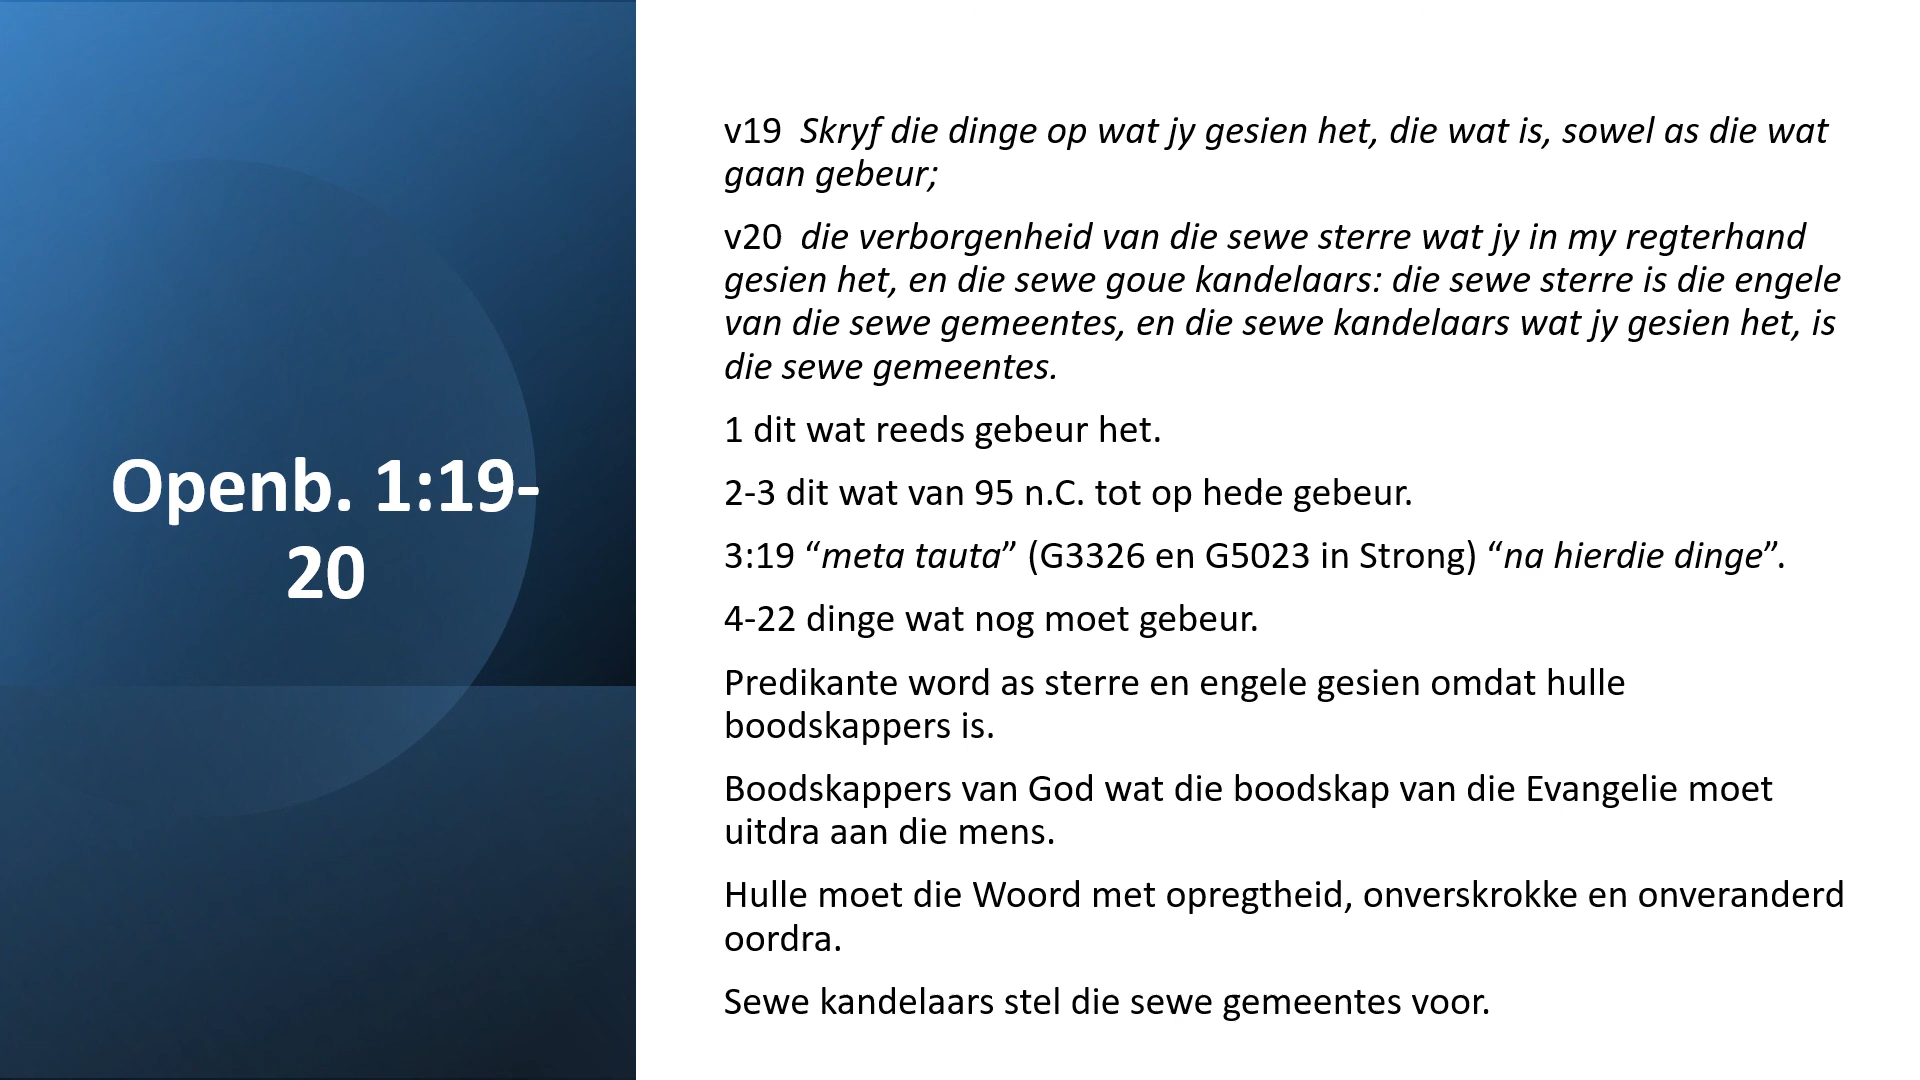 Openb. 1:19-
20
v19 Skryf die dinge op wat jy gesien het, die wat is, sowel as die wat
gaan gebeur;
v20 die verborgenheid van die sewe sterre wat jy in my regterhand
gesien het, en die sewe goue kandelaars: die sewe sterre is die engele
van die sewe gemeentes, en die sewe kandelaars wat jy gesien het, is
die sewe gemeentes.
1 dit wat reeds gebeur het.
2-3 dit wat van 95 n.C. tot op hede gebeur.
3:19 “meta tauta” (G3326 en G5023 in Strong) “na hierdie dinge”.
4-22 dinge wat nog moet gebeur.
Predikante word as sterre en engele gesien omdat hulle
boodskappers is.
Boodskappers van God wat die boodskap van die Evangelie moet
uitdra aan die mens.
Hulle moet die Woord met opregtheid, onverskrokke en onveranderd
oordra.
Sewe kandelaars stel die sewe gemeentes voor.